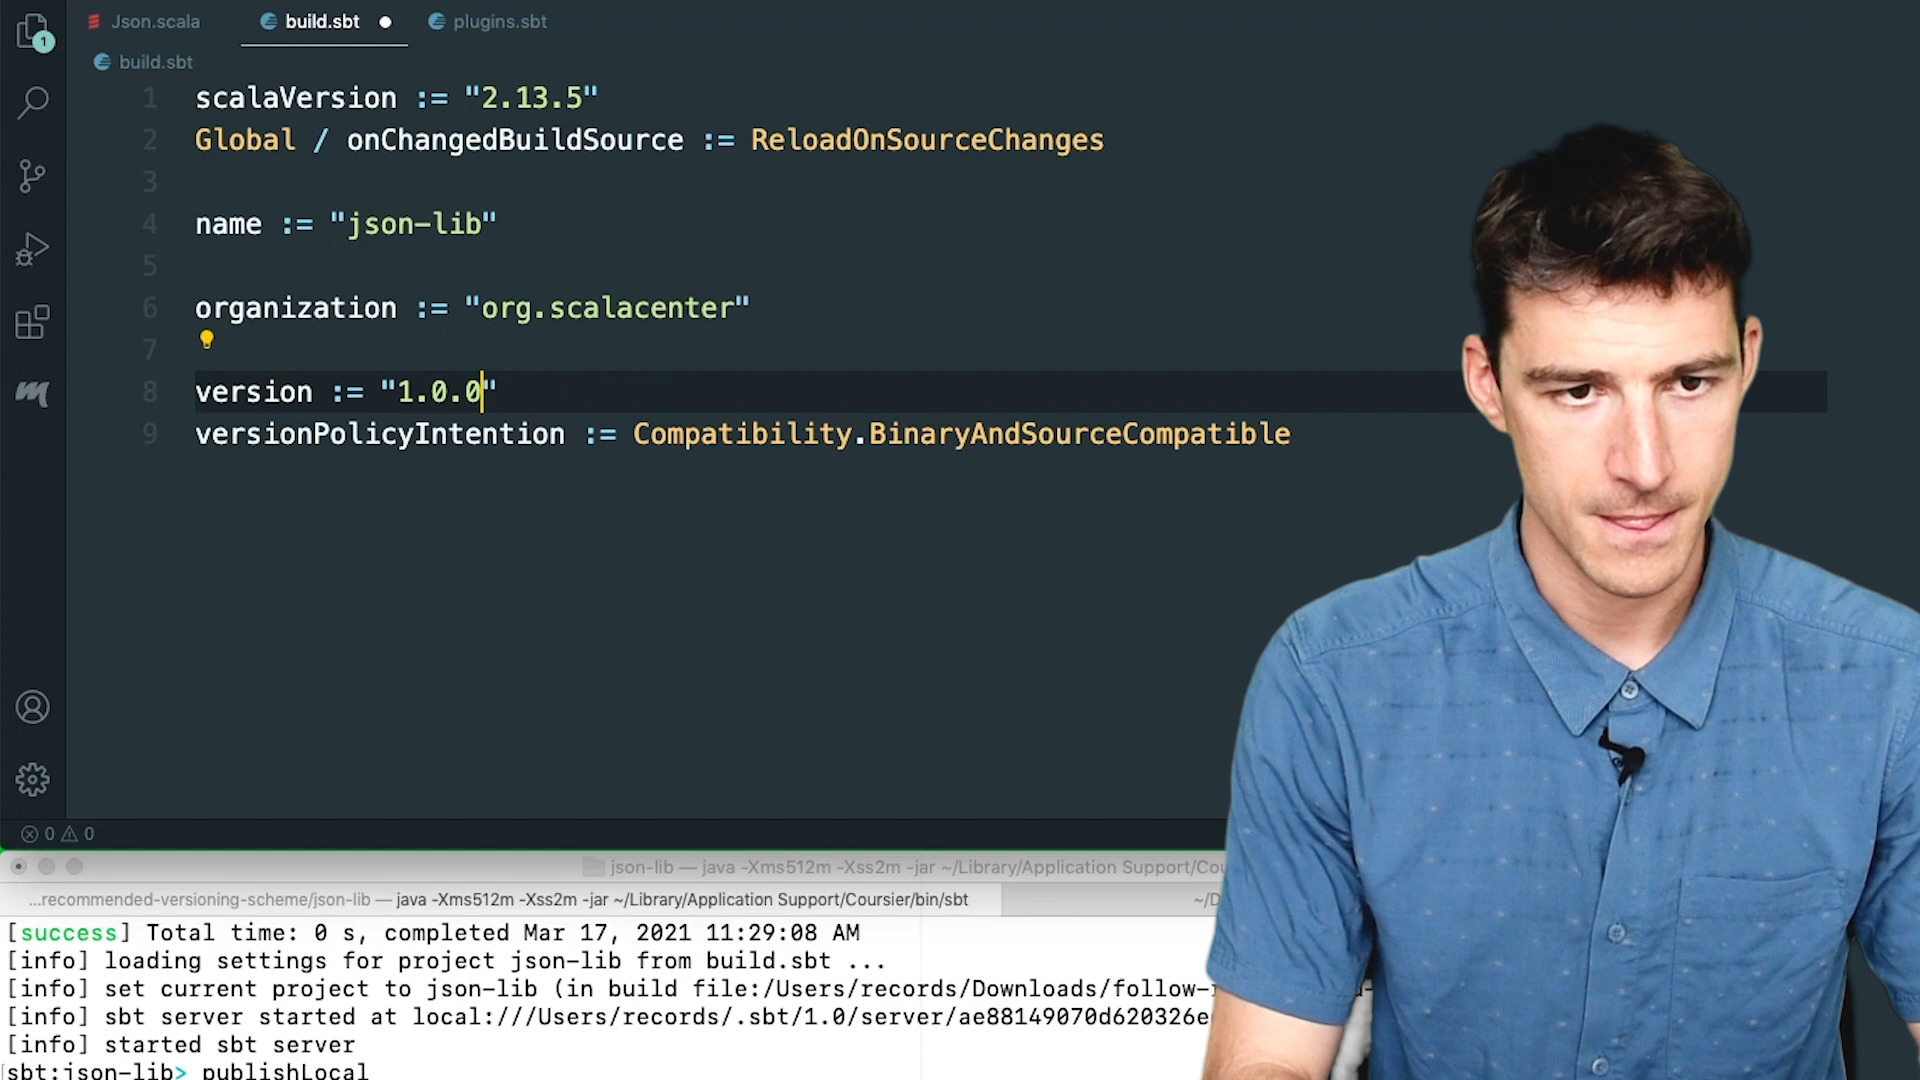 1
Json.scala
build.sbt
plugins.sbt
build.sbt
1 scalaVersion := "2.13.5"
2 Global / onChangedBuildSource := ReloadOnSourceChanges
3
4 name := "json-lib"
5
6 organization := "org.scalacenter"
7
8 version := "1.0.0"
9 versionPolicyIntention := Compatibility.BinaryAndSourceCompatible
0 0
json-lib — java -Xms512m -Xss2m -jar ~/Library/Application Support/Cou
...recommended-versioning-scheme/json-lib — java -Xms512m -Xss2m -jar ~/Library/Application Support/Coursier/bin/sbt
~/D
[success] Total time: 0 s, completed Mar 17, 2021 11:29:08 AM
[info] loading settings for project json-lib from build.sbt ...
[info] set current project to json-lib (in build file:/Users/records/Downloads/follow-
[info] sbt server started at local:///Users/records/.sbt/1.0/server/ae88149070d620326e
[info] started sbt server
[sbt:json-lib> publishLocal